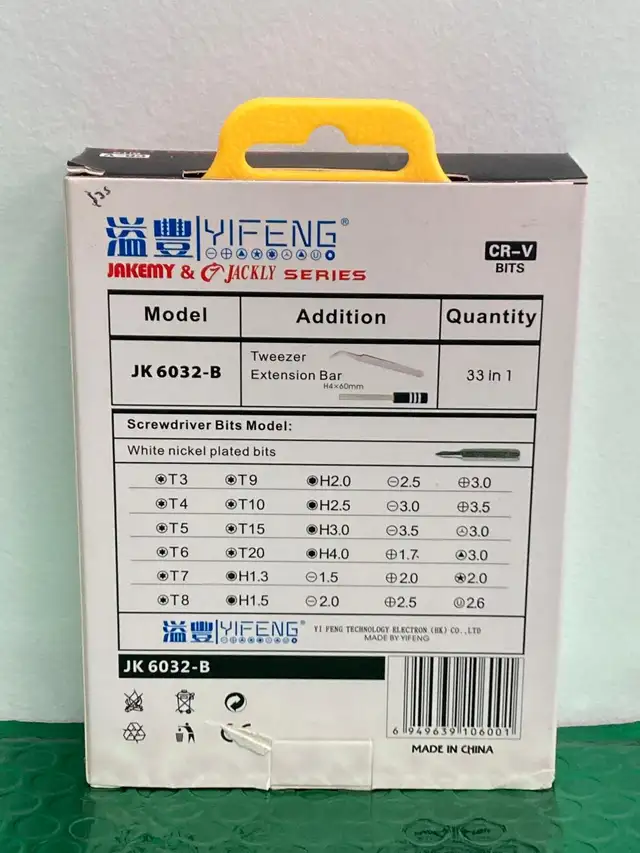 溢豐 YIFENG®
JAKEMY & JACKLY SERIES
CR-V
BITS
Model Addition Quantity
JK 6032-B Tweezer
Extension Bar
H4×60mm
33 in 1
Screwdriver Bits Model:
White nickel plated bits
T3 T9 H2.0 2.5 3.0
T4 T10 H2.5 3.0 3.5
T5 T15 H3.0 3.5 3.0
T6 T20 H4.0 1.7 3.0
T7 H1.3 1.5 2.0 2.0
T8 H1.5 2.0 2.5 2.6
溢豐 YIFENG® YI FENG TECHNOLOGY ELECTRON (HK) CO.,LTD
MADE BY YIFENG
JK 6032-B
6 949639 106001
MADE IN CHINA